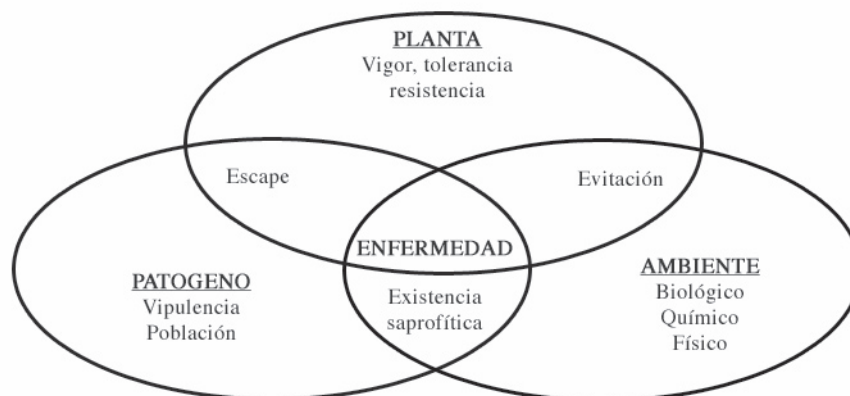 PLANTA
Vigor, tolerancia
resistencia
Escape
Evitación
ENFERMEDAD
PATOGENO
Vipulencia
Población
Existencia
saprofítica
AMBIENTE
Biológico
Químico
Físico